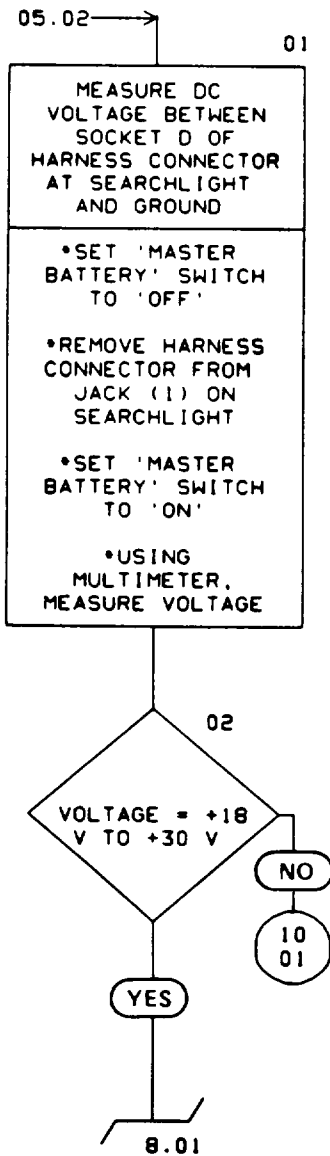 05.02
01
MEASURE DC
VOLTAGE BETWEEN
SOCKET D OF
HARNESS CONNECTOR
AT SEARCHLIGHT
AND GROUND
•SET 'MASTER
BATTERY' SWITCH
TO 'OFF'
•REMOVE HARNESS
CONNECTOR FROM
JACK (1) ON
SEARCHLIGHT
•SET 'MASTER
BATTERY' SWITCH
TO 'ON'
•USING
MULTIMETER,
MEASURE VOLTAGE
02
VOLTAGE = +18
V TO +30 V
NO
10
01
YES
8.01